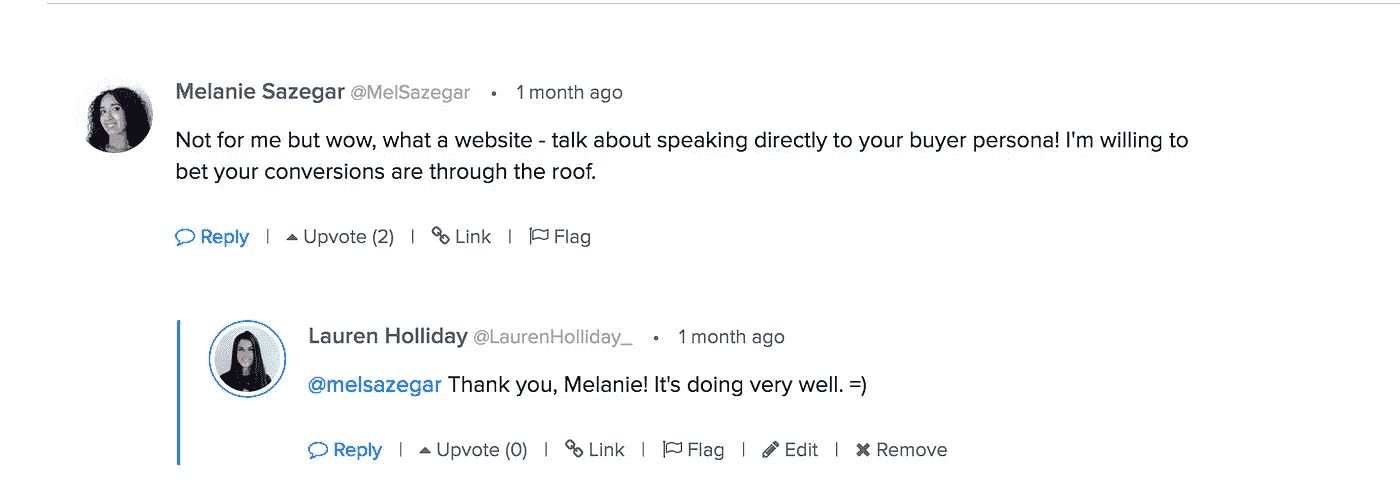 Melanie Sazegar @MelSazegar • 1 month ago
Not for me but wow, what a website - talk about speaking directly to your buyer persona! I'm willing to
bet your conversions are through the roof.
Reply | Upvote (2) | Link | Flag
Lauren Holliday @LaurenHolliday_ • 1 month ago
@melsazegar Thank you, Melanie! It's doing very well. =)
Reply | Upvote (0) | Link | Flag | Edit | Remove